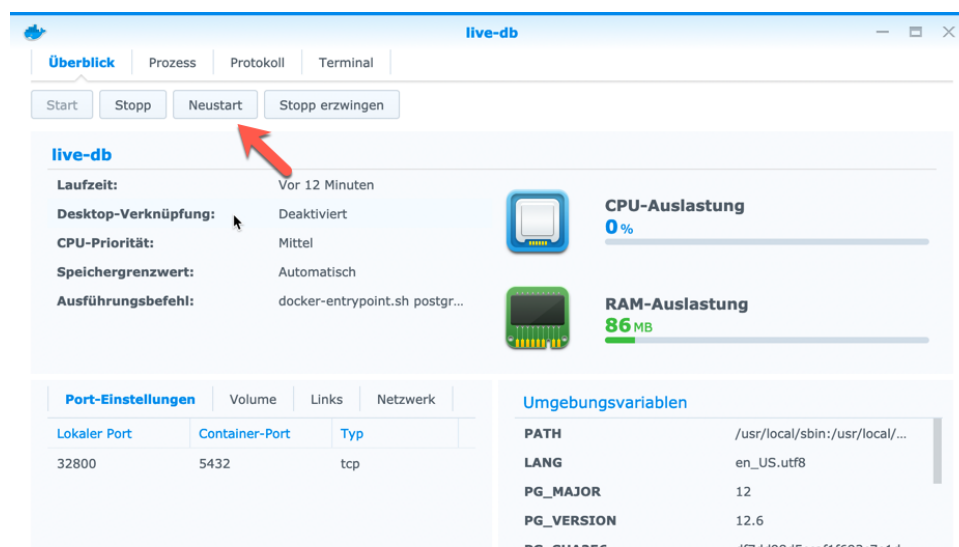 live-db
Überblick Prozess Protokoll Terminal
Start Stopp Neustart Stopp erzwingen
live-db
Laufzeit: Vor 12 Minuten
Desktop-Verknüpfung: Deaktiviert
CPU-Priorität: Mittel
Speichergrenzwert: Automatisch
Ausführungsbefehl: docker-entrypoint.sh postgr...
CPU-Auslastung
0 %
RAM-Auslastung
86 MB
Port-Einstellungen Volume Links Netzwerk
Lokaler Port Container-Port Typ
32800 5432 tcp
Umgebungsvariablen
PATH /usr/local/sbin:/usr/local/...
LANG en_US.utf8
PG_MAJOR 12
PG_VERSION 12.6